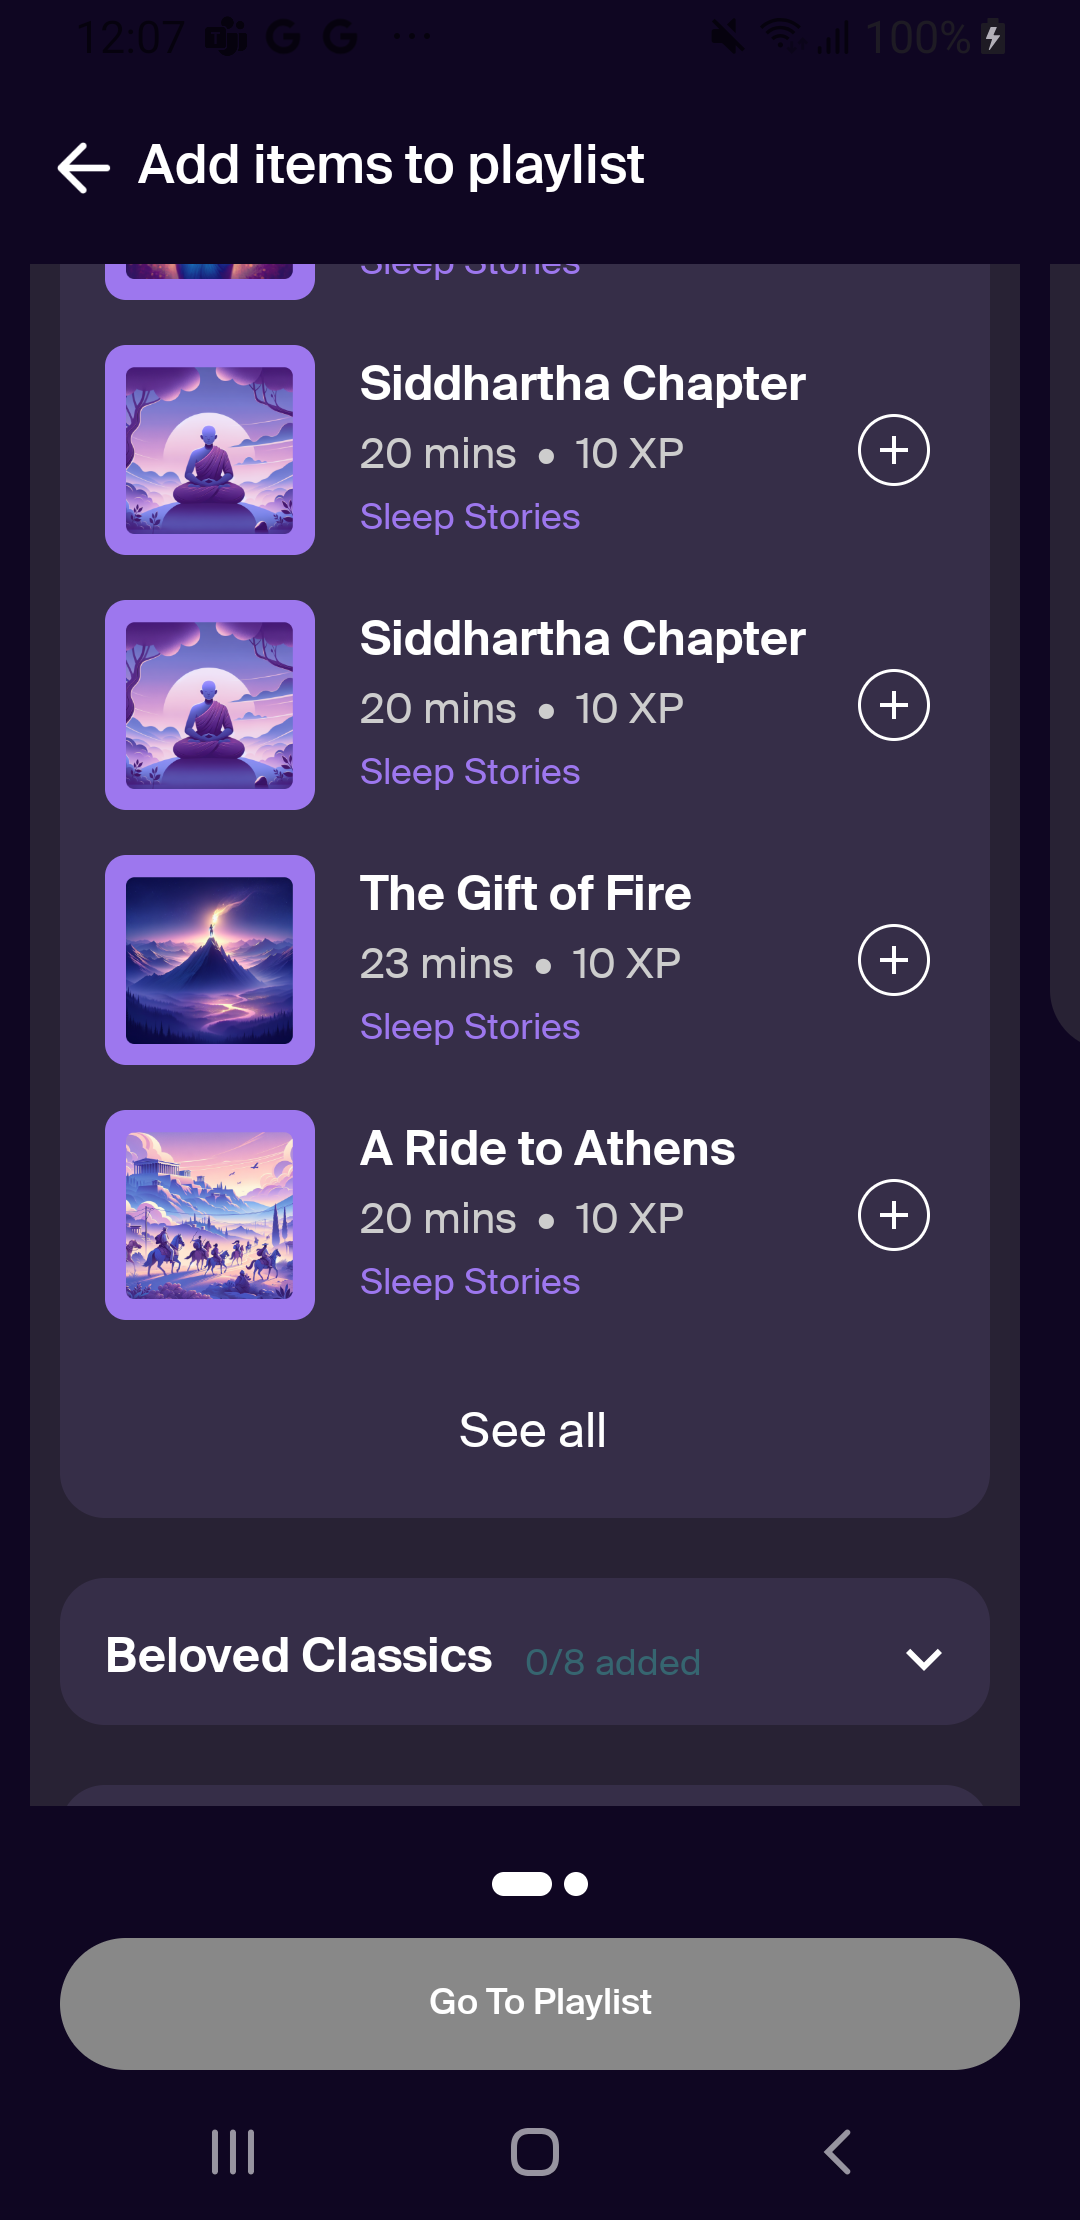 12:07 G G ... 100%
Add items to playlist
Sleep Stories
Siddhartha Chapter
20 mins • 10 XP
Sleep Stories
Siddhartha Chapter
20 mins • 10 XP
Sleep Stories
The Gift of Fire
23 mins • 10 XP
Sleep Stories
A Ride to Athens
20 mins • 10 XP
Sleep Stories
See all
Beloved Classics 0/8 added
Go To Playlist